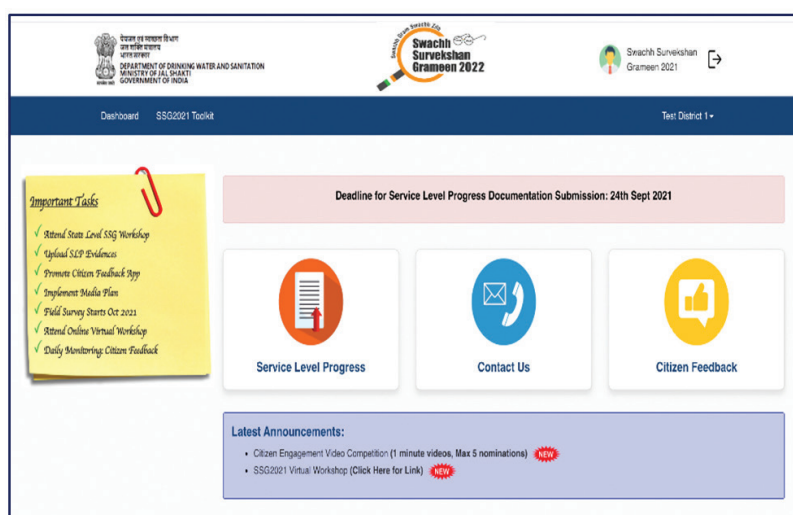 पेयजल एवं स्वच्छता विभाग
जल शक्ति मंत्रालय
भारत सरकार
DEPARTMENT OF DRINKING WATER AND SANITATION
MINISTRY OF JAL SHAKTI
GOVERNMENT OF INDIA
Swachh Gram Swachh Zila
Swachh
Survekshan
Grameen 2022
Swachh Survekshan
Grameen 2021
Dashboard SSG2021 Toolkit
Test District 1
Important Tasks
Attend State Level SSG Workshop
Upload SLP Evidences
Promote Citizen Feedback App
Implement Media Plan
Field Survey Starts Oct 2021
Attend Online Virtual Workshop
Daily Monitoring: Citizen Feedback
Deadline for Service Level Progress Documentation Submission: 24th Sept 2021
Service Level Progress
Contact Us
Citizen Feedback
Latest Announcements:
Citizen Engagement Video Competition (1 minute videos, Max 5 nominations) NEW
SSG2021 Virtual Workshop (Click Here for Link) NEW